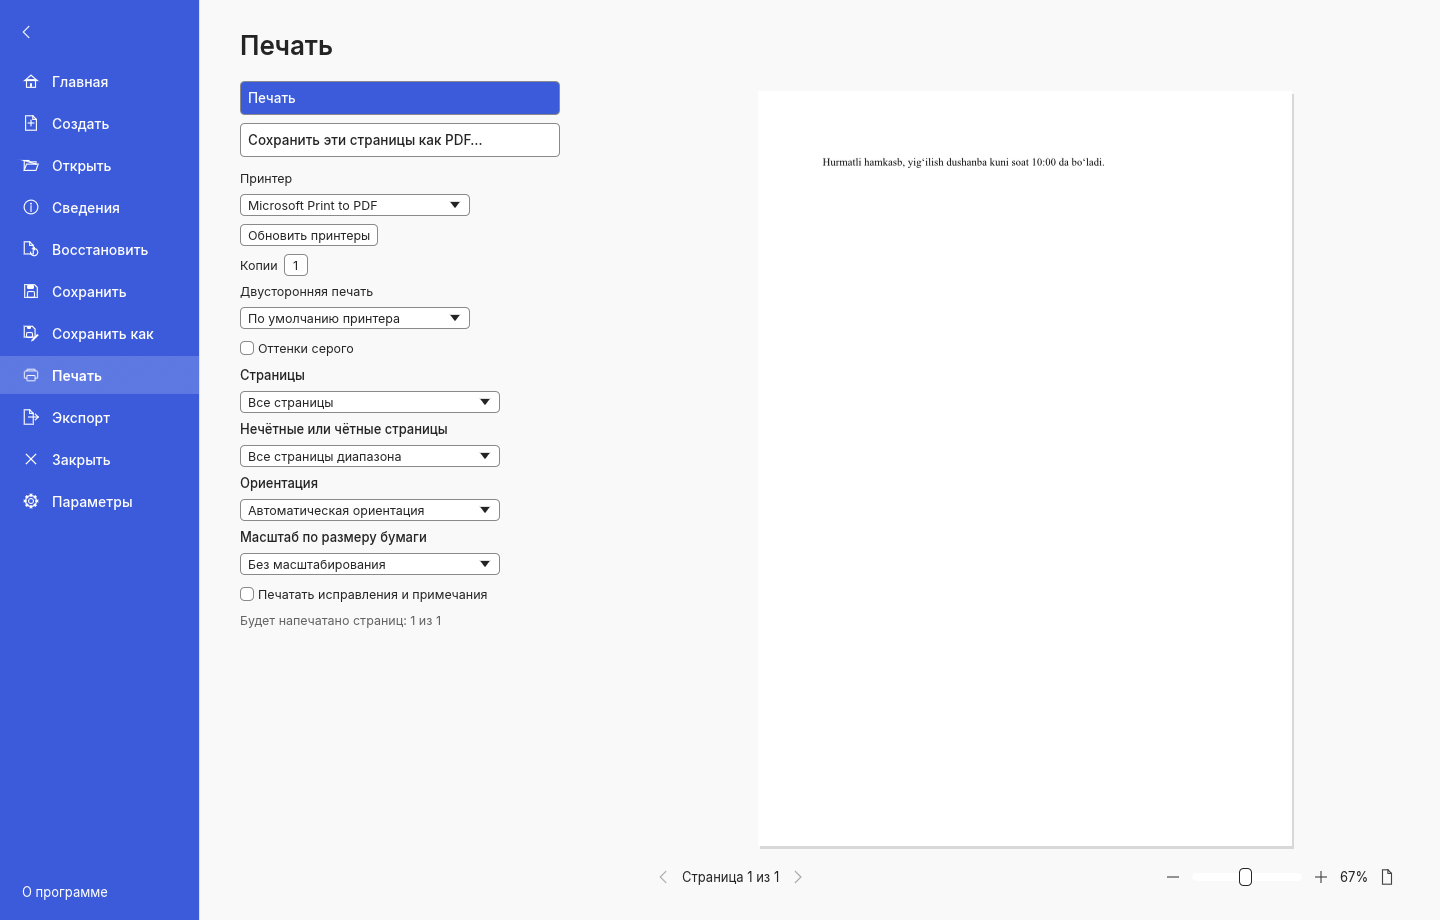 Главная
Создать
Открыть
Сведения
Восстановить
Сохранить
Сохранить как
Печать
Экспорт
Закрыть
Параметры
О программе
Печать
Печать
Сохранить эти страницы как PDF...
Принтер
Microsoft Print to PDF
Обновить принтеры
Копии 1
Двусторонняя печать
По умолчанию принтера
Оттенки серого
Страницы
Все страницы
Нечётные или чётные страницы
Все страницы диапазона
Ориентация
Автоматическая ориентация
Масштаб по размеру бумаги
Без масштабирования
Печатать исправления и примечания
Будет напечатано страниц: 1 из 1
Hurmatli hamkasb, yig‘ilish dushanba kuni soat 10:00 da bo‘ladi.
Страница 1 из 1
67%